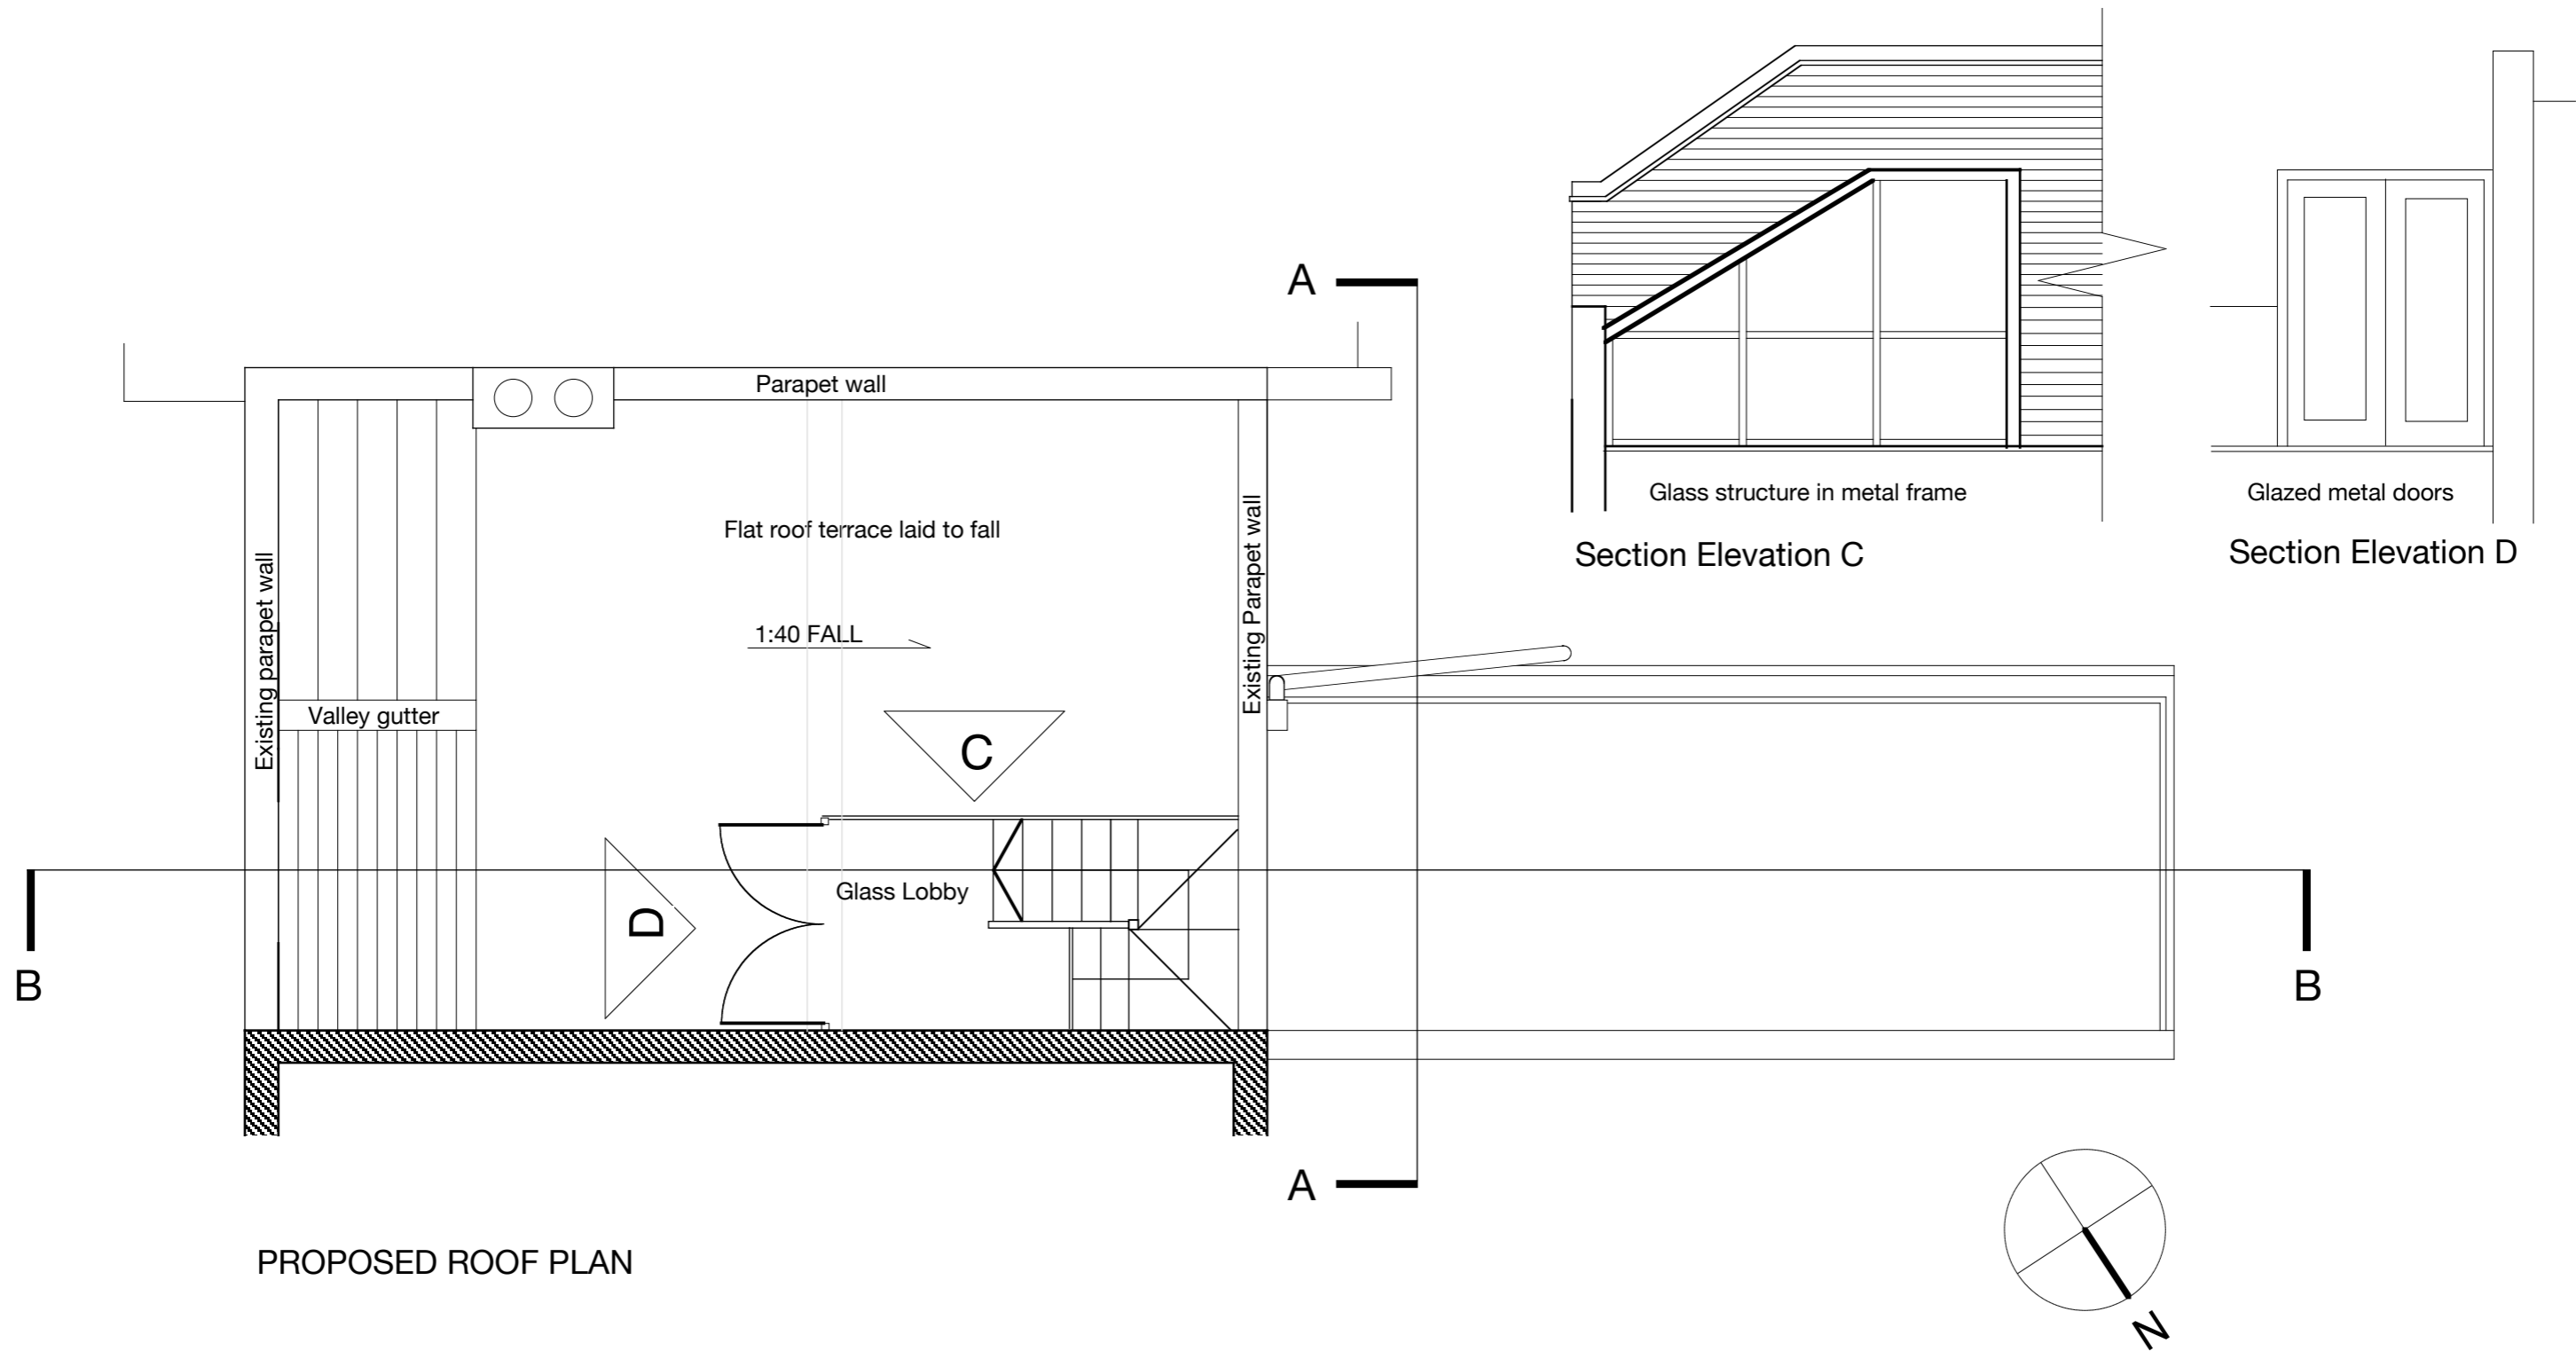 A
Parapet wall
Flat roof terrace laid to fall
Existing parapet wall
Existing Parapet wall
1:40 FALL
Valley gutter
C
D
Glass Lobby
B
B
A
PROPOSED ROOF PLAN
Glass structure in metal frame
Section Elevation C
Glazed metal doors
Section Elevation D
N